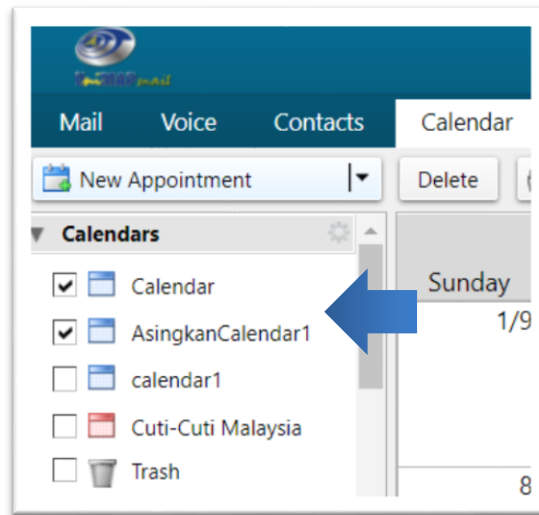 UniMAPmail
Mail Voice Contacts Calendar
New Appointment Delete
Calendars
Sunday
Calendar
1/9
AsingkanCalendar1
calendar1
Cuti-Cuti Malaysia
Trash
8